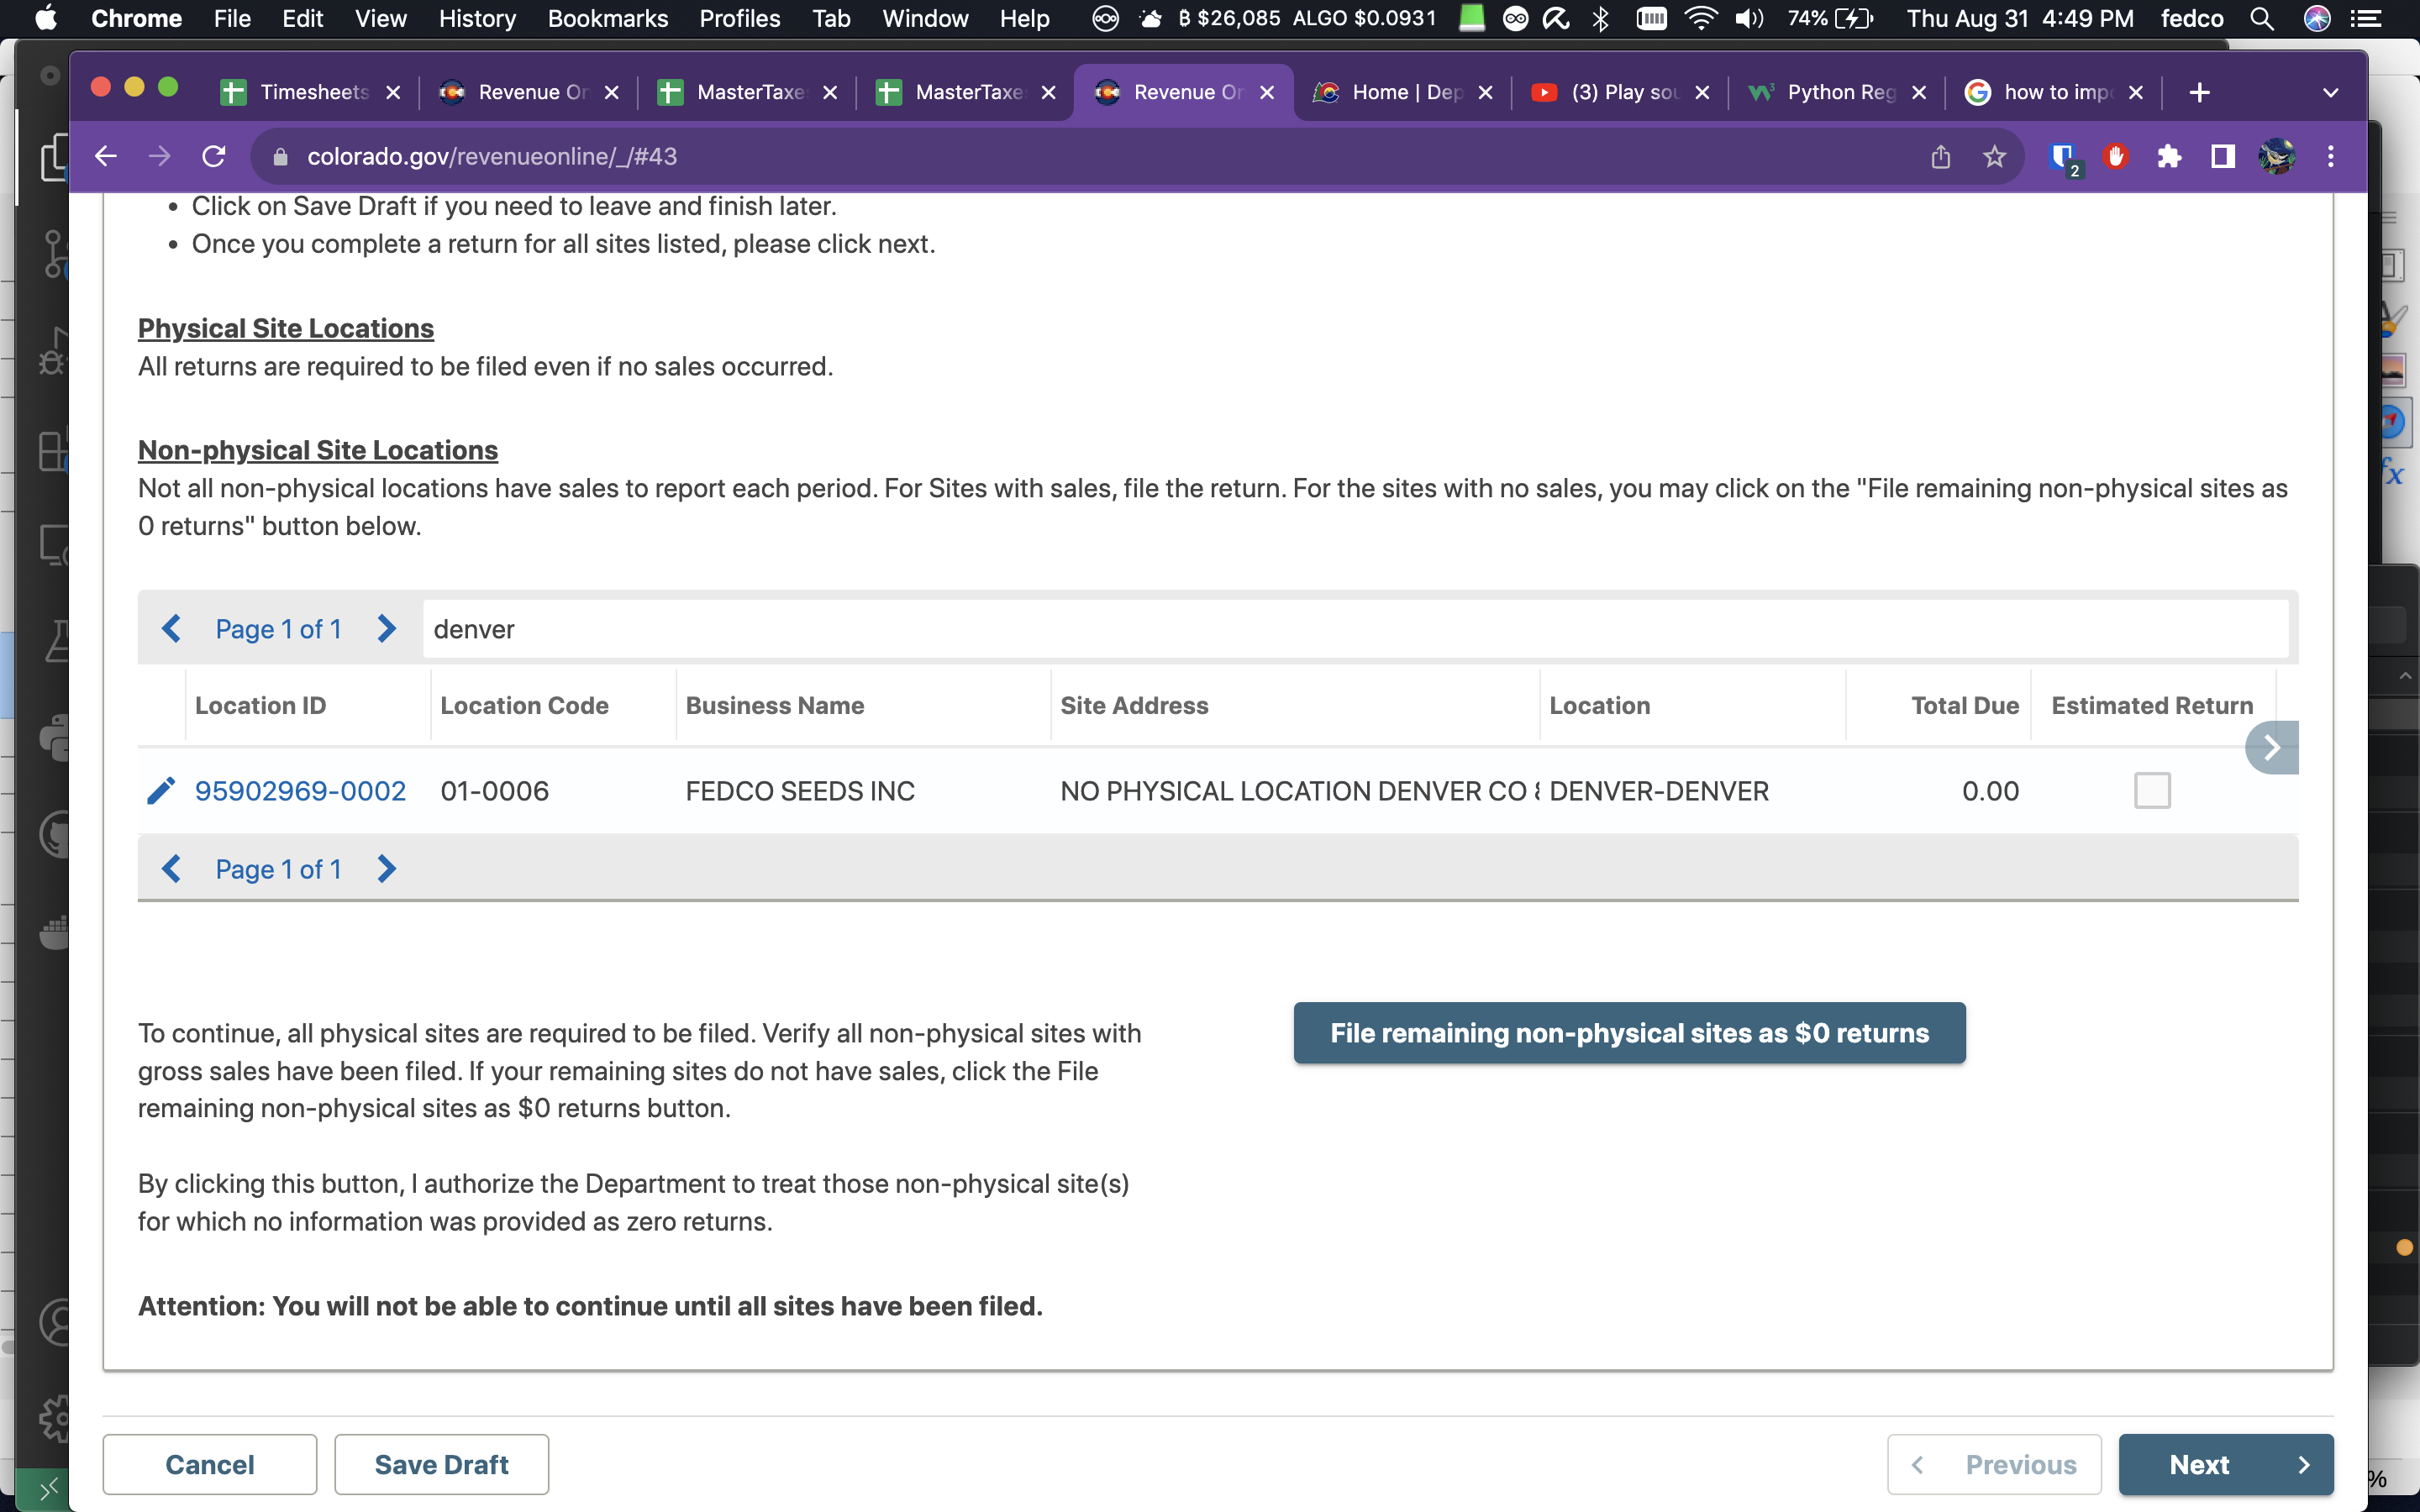 Chrome File Edit View History Bookmarks Profiles Tab Window Help ₿ $26,085 ALGO $0.0931 74% Thu Aug 31 4:49 PM fedco
Timesheets Revenue On MasterTaxe MasterTaxe Revenue On Home | Dep (3) Play sou Python Reg how to imp
colorado.gov/revenueonline/_/#43 2
• Click on Save Draft if you need to leave and finish later.
• Once you complete a return for all sites listed, please click next.
Physical Site Locations
All returns are required to be filed even if no sales occurred.
Non-physical Site Locations
Not all non-physical locations have sales to report each period. For Sites with sales, file the return. For the sites with no sales, you may click on the "File remaining non-physical sites as
0 returns" button below.
Page 1 of 1 denver
Location ID Location Code Business Name Site Address Location Total Due Estimated Return
95902969-0002 01-0006 FEDCO SEEDS INC NO PHYSICAL LOCATION DENVER CO DENVER-DENVER 0.00
Page 1 of 1
To continue, all physical sites are required to be filed. Verify all non-physical sites with
gross sales have been filed. If your remaining sites do not have sales, click the File
remaining non-physical sites as $0 returns button.
File remaining non-physical sites as $0 returns
By clicking this button, I authorize the Department to treat those non-physical site(s)
for which no information was provided as zero returns.
Attention: You will not be able to continue until all sites have been filed.
Cancel Save Draft Previous Next
%